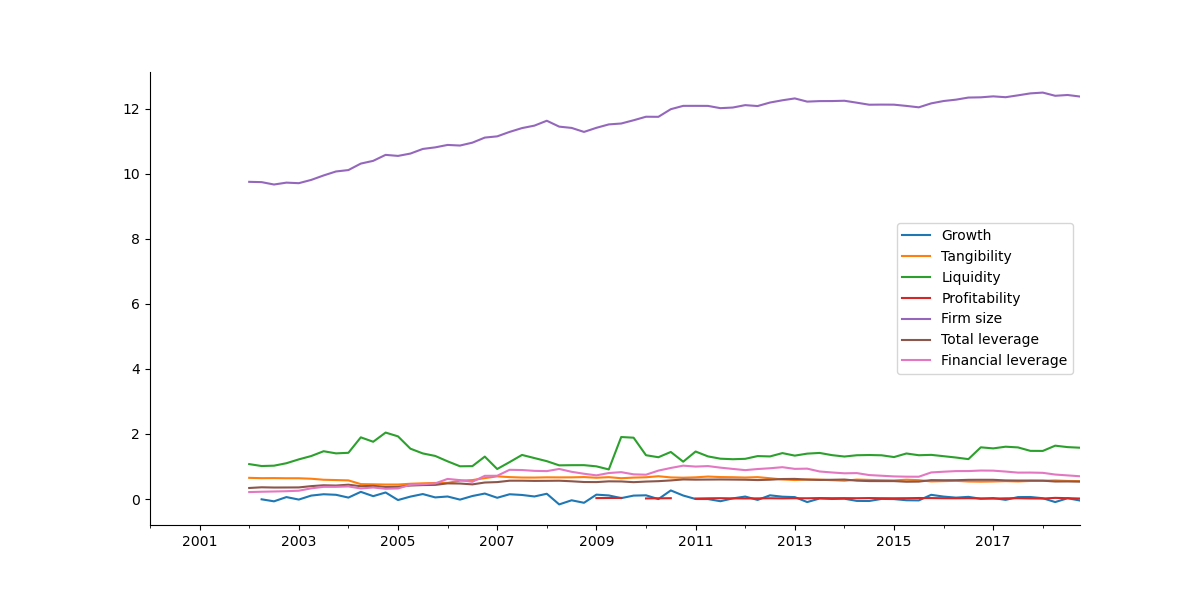 12
10
8
6
4
2
0
Growth
Tangibility
Liquidity
Profitability
Firm size
Total leverage
Financial leverage
2001 2003 2005 2007 2009 2011 2013 2015 2017